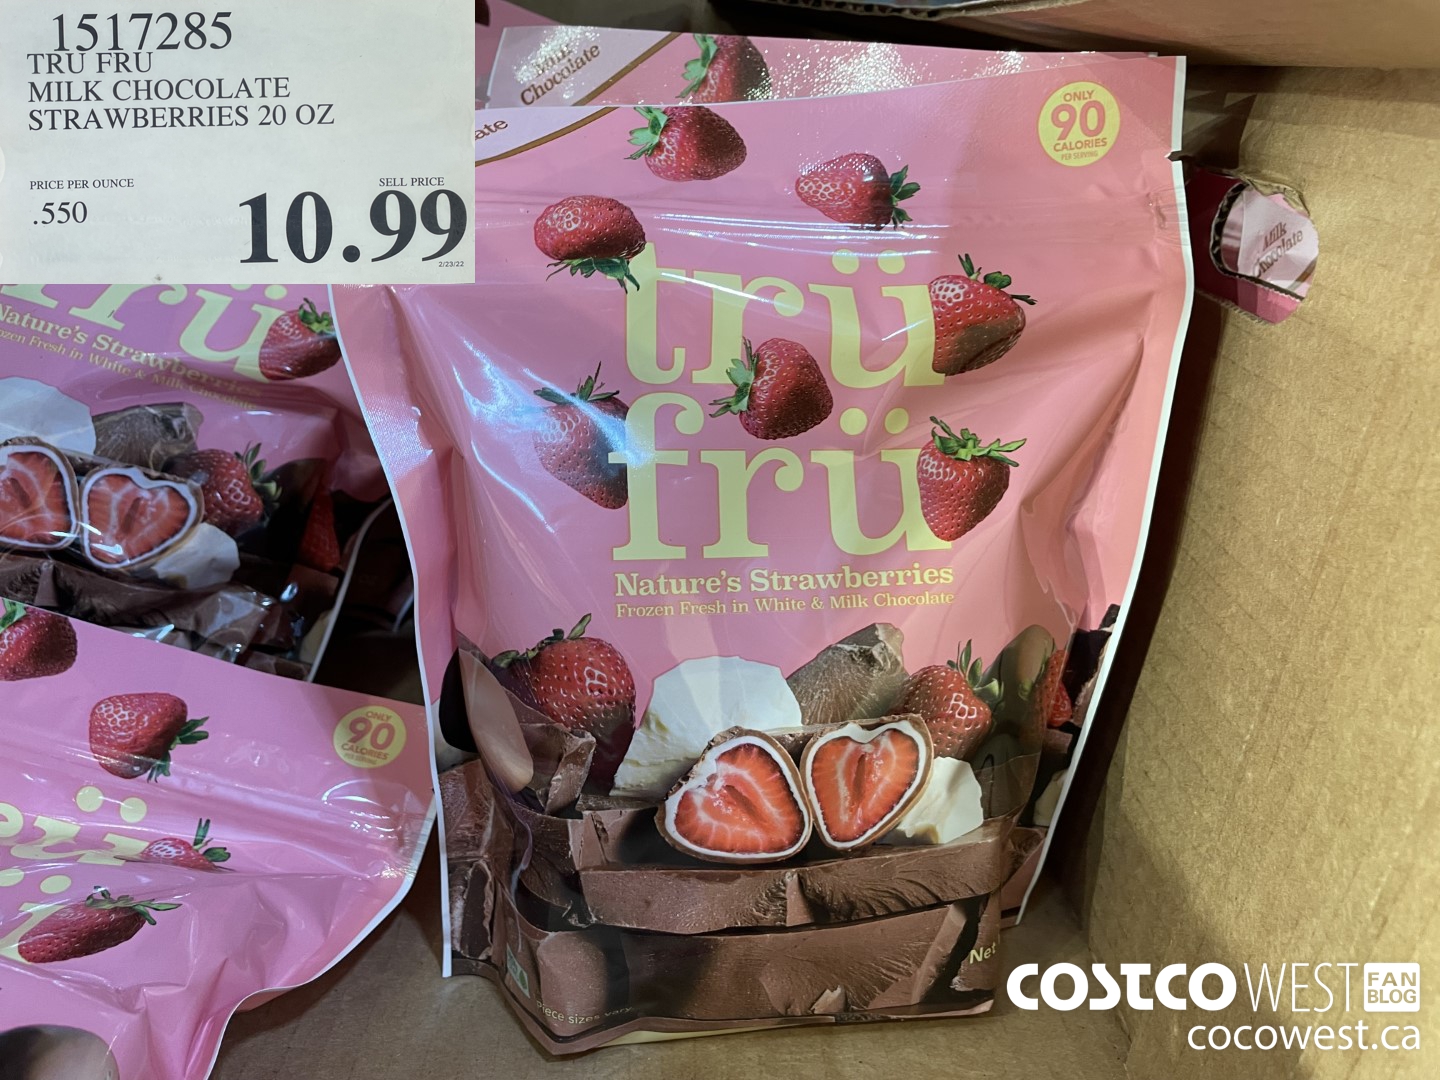 1517285
TRU FRU
MILK CHOCOLATE
STRAWBERRIES 20 OZ
PRICE PER OUNCE
.550
SELL PRICE
10.99
2/23/22
Milk
Chocolate
ONLY
90
CALORIES
PER SERVING
Milk
Chocolate
trü
frü
Nature's Strawberries
Frozen Fresh in White & Milk Chocolate
Nature's Strawberries
Frozen Fresh in White & Milk Chocolate
ONLY
90
CALORIES
PER SERVING
Net
Piece sizes vary
COSTCO WEST FAN BLOG
cocowest.ca